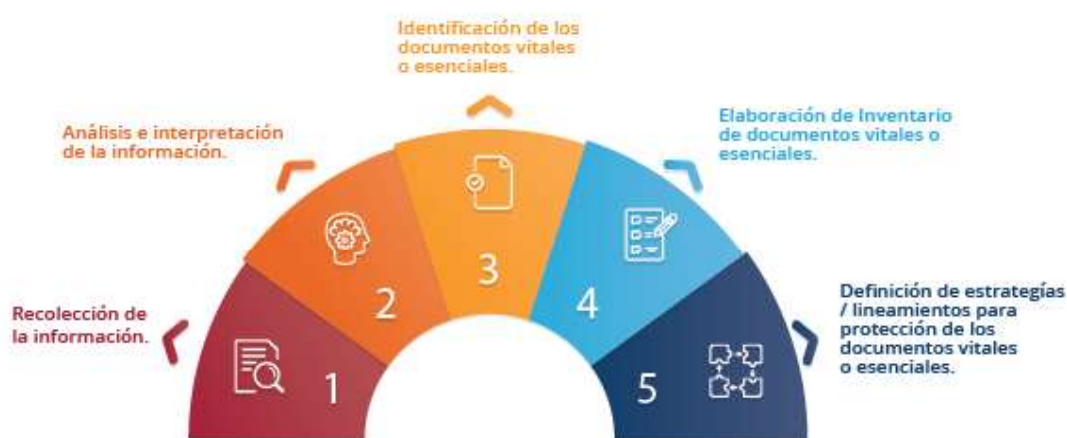 Identificación de los
documentos vitales
o esenciales.
Análisis e interpretación
de la información.
Elaboración de Inventario
de documentos vitales o
esenciales.
Recolección de
la información.
Definición de estrategías
/ lineamientos para
protección de los
documentos vitales
o esenciales.
1
2
3
4
5